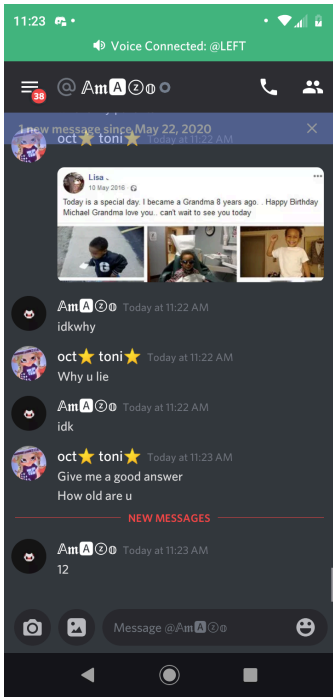 11:23
Voice Connected: @LEFT
38
@ 𝔸𝕞🅰ⓩ𝕠
1 new message since May 22, 2020
oct⭐ toni⭐ Today at 11:22 AM
Lisa .
10 May 2016 ·
Today is a special day. I became a Grandma 8 years ago. . Happy Birthday
Michael Grandma love you.. can't wait to see you today
𝔸𝕞🅰ⓩ𝕠 Today at 11:22 AM
idkwhy
oct⭐ toni⭐ Today at 11:22 AM
Why u lie
𝔸𝕞🅰ⓩ𝕠 Today at 11:22 AM
idk
oct⭐ toni⭐ Today at 11:23 AM
Give me a good answer
How old are u
NEW MESSAGES
𝔸𝕞🅰ⓩ𝕠 Today at 11:23 AM
12
Message @𝔸𝕞🅰ⓩ𝕠